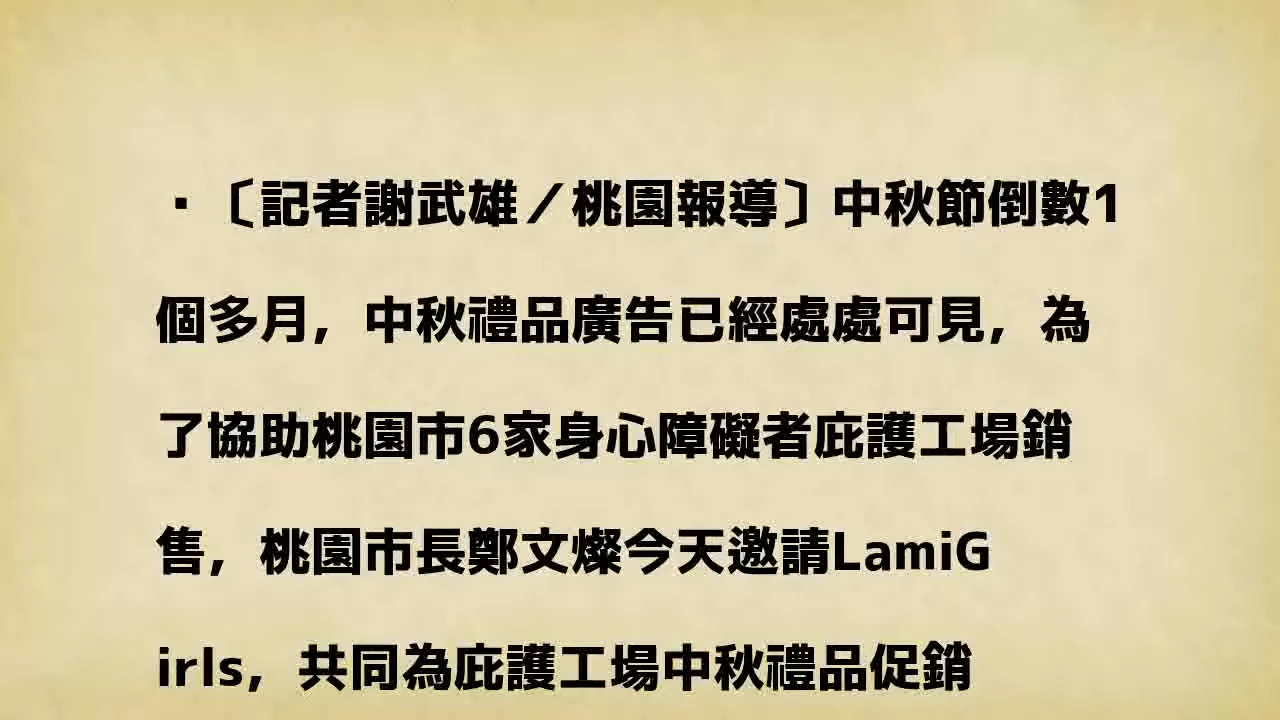 ・〔記者謝武雄／桃園報導〕中秋節倒數1
個多月，中秋禮品廣告已經處處可見，為
了協助桃園市6家身心障礙者庇護工場銷
售，桃園市長鄭文燦今天邀請LamiG
irls，共同為庇護工場中秋禮品促銷